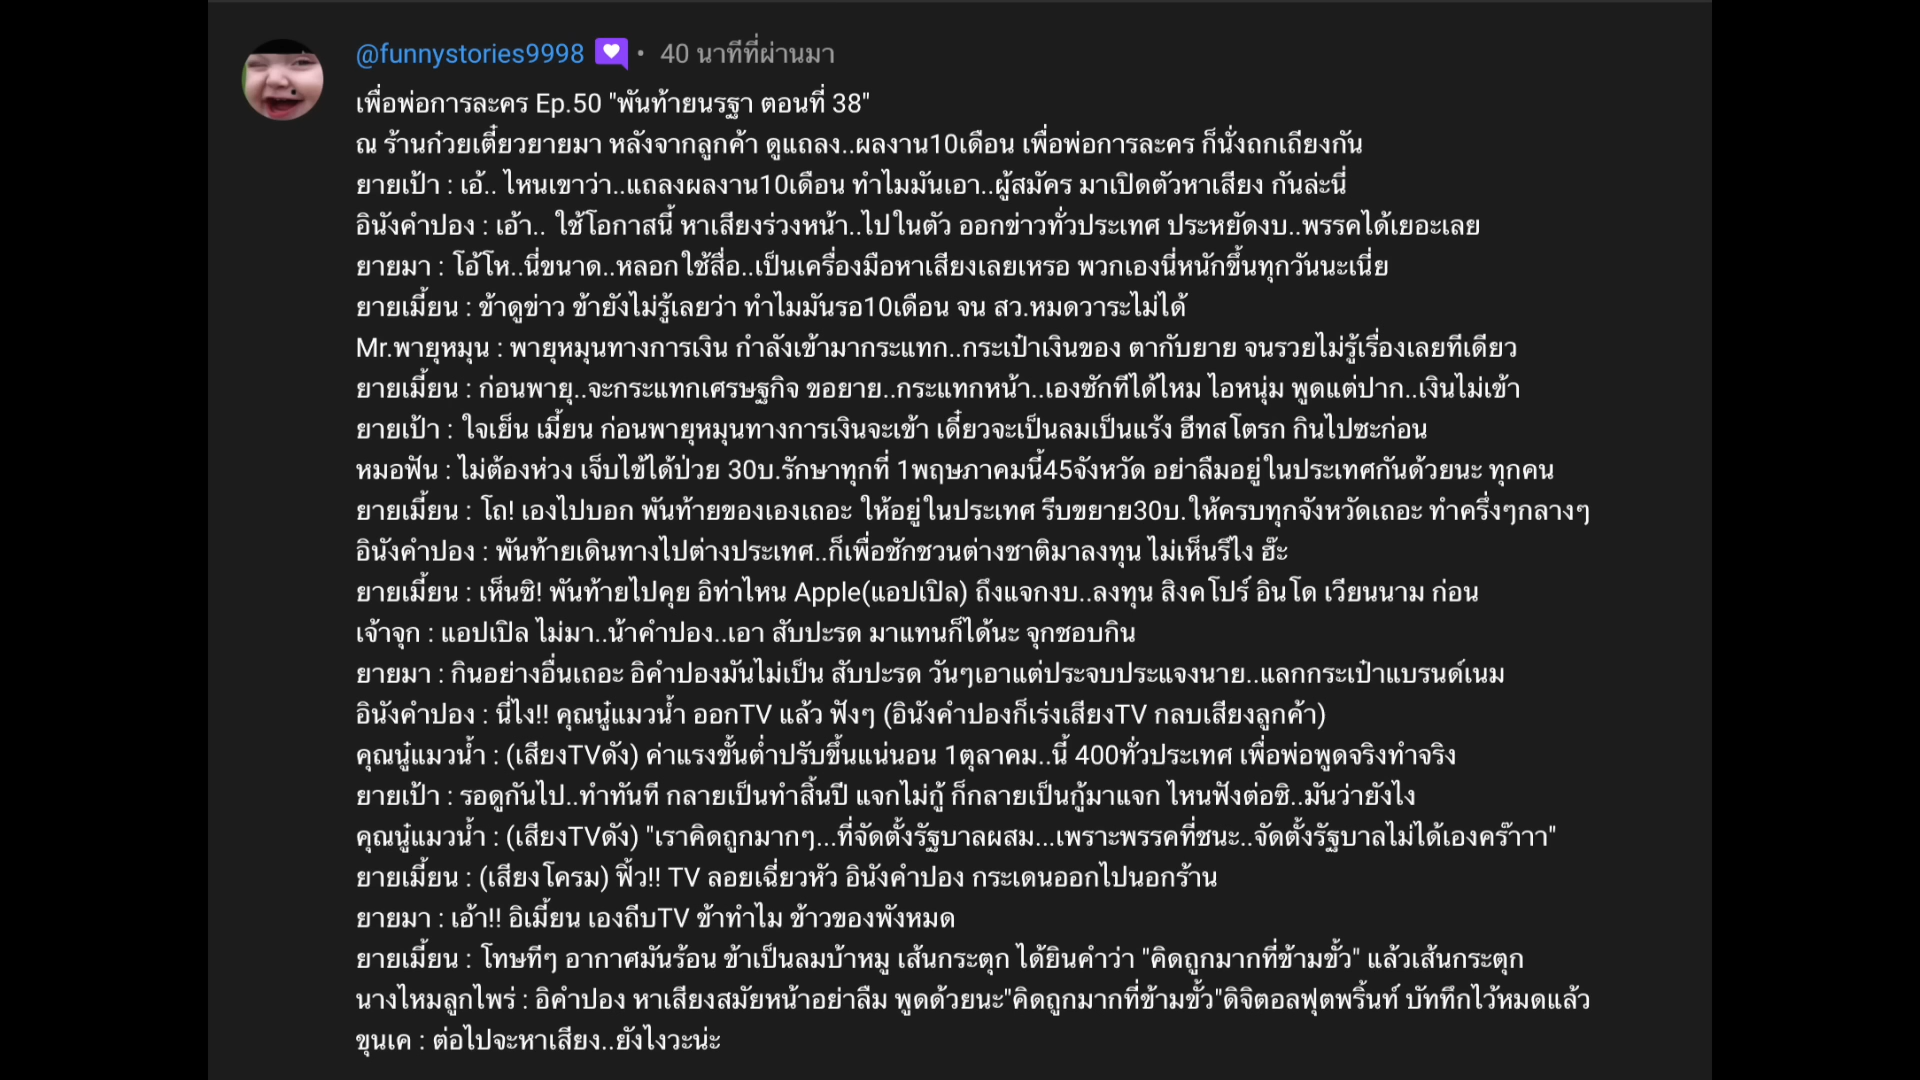 @funnystories9998 • 40 นาทีที่ผ่านมา
เพื่อพ่อการละคร Ep.50 "พันท้ายนรฐา ตอนที่ 38"
ณ ร้านก๋วยเตี๋ยวยายมา หลังจากลูกค้า ดูแถลง..ผลงาน10เดือน เพื่อพ่อการละคร ก็นั่งถกเถียงกัน
ยายเป้า : เอ้.. ไหนเขาว่า..แถลงผลงาน10เดือน ทำไมมันเอา..ผู้สมัคร มาเปิดตัวหาเสียง กันล่ะนี่
อินังคำปอง : เอ้า.. ใช้โอกาสนี้ หาเสียงร่วงหน้า..ไปในตัว ออกข่าวทั่วประเทศ ประหยัดงบ..พรรคได้เยอะเลย
ยายมา : โอ้โห..นี่ขนาด..หลอกใช้สื่อ..เป็นเครื่องมือหาเสียงเลยเหรอ พวกเองนี่หนักขึ้นทุกวันนะเนี่ย
ยายเมี้ยน : ข้าดูข่าว ข้ายังไม่รู้เลยว่า ทำไมมันรอ10เดือน จน สว.หมดวาระไม่ได้
Mr.พายุหมุน : พายุหมุนทางการเงิน กำลังเข้ามากระแทก..กระเป๋าเงินของ ตากับยาย จนรวยไม่รู้เรื่องเลยทีเดียว
ยายเมี้ยน : ก่อนพายุ..จะกระแทกเศรษฐกิจ ขอยาย..กระแทกหน้า..เองซักทีได้ไหม ไอหนุ่ม พูดแต่ปาก..เงินไม่เข้า
ยายเป้า : ใจเย็น เมี้ยน ก่อนพายุหมุนทางการเงินจะเข้า เดี๋ยวจะเป็นลมเป็นแร้ง ฮีทสโตรก กินไปซะก่อน
หมอฟัน : ไม่ต้องห่วง เจ็บไข้ได้ป่วย 30บ.รักษาทุกที่ 1พฤษภาคมนี้45จังหวัด อย่าลืมอยู่ในประเทศกันด้วยนะ ทุกคน
ยายเมี้ยน : โถ! เองไปบอก พันท้ายของเองเถอะ ให้อยู่ในประเทศ รีบขยาย30บ.ให้ครบทุกจังหวัดเถอะ ทำครึ่งๆกลางๆ
อินังคำปอง : พันท้ายเดินทางไปต่างประเทศ..ก็เพื่อชักชวนต่างชาติมาลงทุน ไม่เห็นรึไง ฮ๊ะ
ยายเมี้ยน : เห็นซิ! พันท้ายไปคุย อิท่าไหน Apple(แอปเปิล) ถึงแจกงบ..ลงทุน สิงคโปร์ อินโด เวียนนาม ก่อน
เจ้าจุก : แอปเปิล ไม่มา..น้าคำปอง..เอา สับปะรด มาแทนก็ได้นะ จุกชอบกิน
ยายมา : กินอย่างอื่นเถอะ อิคำปองมันไม่เป็น สับปะรด วันๆเอาแต่ประจบประแจงนาย..แลกกระเป๋าแบรนด์เนม
อินังคำปอง : นี่ไง!! คุณนู๋แมวน้ำ ออกTV แล้ว ฟังๆ (อินังคำปองก็เร่งเสียงTV กลบเสียงลูกค้า)
คุณนู๋แมวน้ำ : (เสียงTVดัง) ค่าแรงขั้นต่ำปรับขึ้นแน่นอน 1ตุลาคม..นี้ 400ทั่วประเทศ เพื่อพ่อพูดจริงทำจริง
ยายเป้า : รอดูกันไป..ทำทันที กลายเป็นทำสิ้นปี แจกไม่กู้ ก็กลายเป็นกู้มาแจก ไหนฟังต่อซิ..มันว่ายังไง
คุณนู๋แมวน้ำ : (เสียงTVดัง) "เราคิดถูกมากๆ...ที่จัดตั้งรัฐบาลผสม...เพราะพรรคที่ชนะ..จัดตั้งรัฐบาลไม่ได้เองคร๊าาา"
ยายเมี้ยน : (เสียงโครม) ฟิ้ว!! TV ลอยเฉี่ยวหัว อินังคำปอง กระเดนออกไปนอกร้าน
ยายมา : เอ้า!! อิเมี้ยน เองถีบTV ข้าทำไม ข้าวของพังหมด
ยายเมี้ยน : โทษทีๆ อากาศมันร้อน ข้าเป็นลมบ้าหมู เส้นกระตุก ได้ยินคำว่า "คิดถูกมากที่ข้ามขั้ว" แล้วเส้นกระตุก
นางไหมลูกไพร่ : อิคำปอง หาเสียงสมัยหน้าอย่าลืม พูดด้วยนะ"คิดถูกมากที่ข้ามขั้ว"ดิจิตอลฟุตพริ้นท์ บัททึกไว้หมดแล้ว
ขุนเค : ต่อไปจะหาเสียง..ยังไงวะน่ะ